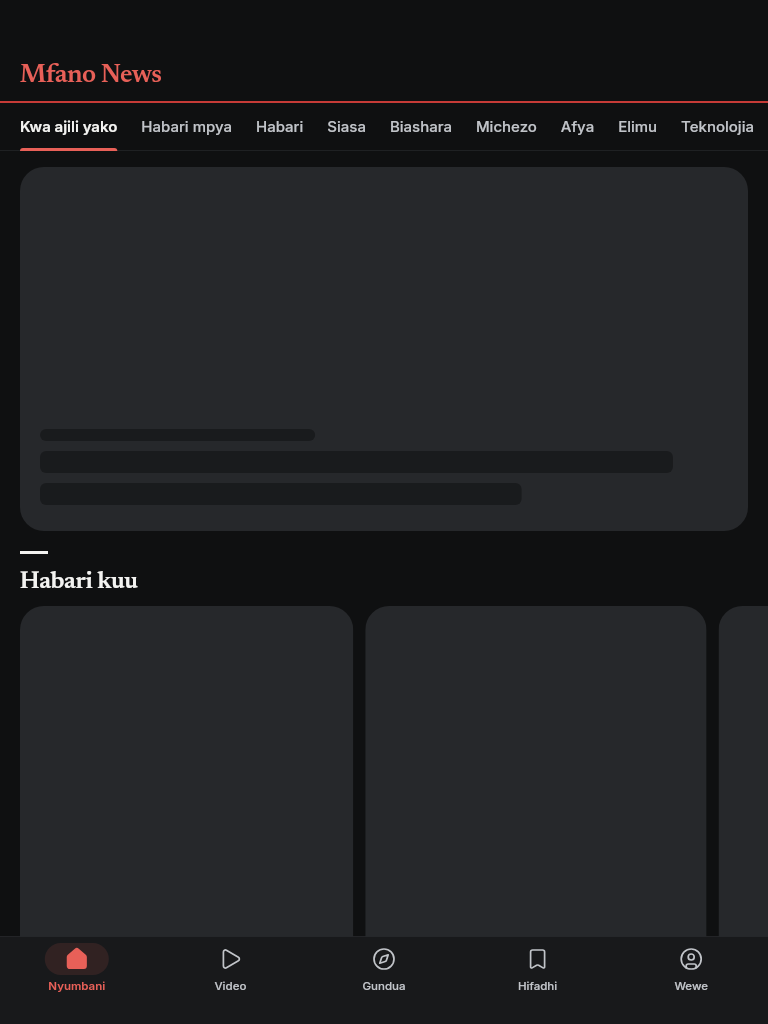 Mfano News
Kwa ajili yako Habari mpya Habari Siasa Biashara Michezo Afya Elimu Teknolojia
Habari kuu
Nyumbani Video Gundua Hifadhi Wewe